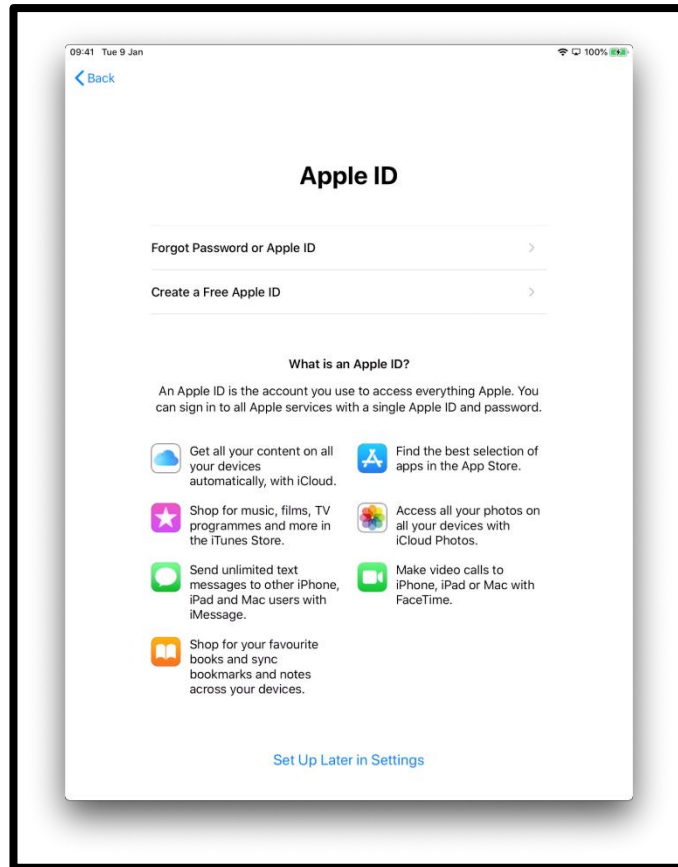 09:41 Tue 9 Jan
100%
Back
Apple ID
Forgot Password or Apple ID
Create a Free Apple ID
What is an Apple ID?
An Apple ID is the account you use to access everything Apple. You
can sign in to all Apple services with a single Apple ID and password.
Get all your content on all
your devices
automatically, with iCloud.
Find the best selection of
apps in the App Store.
Shop for music, films, TV
programmes and more in
the iTunes Store.
Access all your photos on
all your devices with
iCloud Photos.
Send unlimited text
messages to other iPhone,
iPad and Mac users with
iMessage.
Make video calls to
iPhone, iPad or Mac with
FaceTime.
Shop for your favourite
books and sync
bookmarks and notes
across your devices.
Set Up Later in Settings